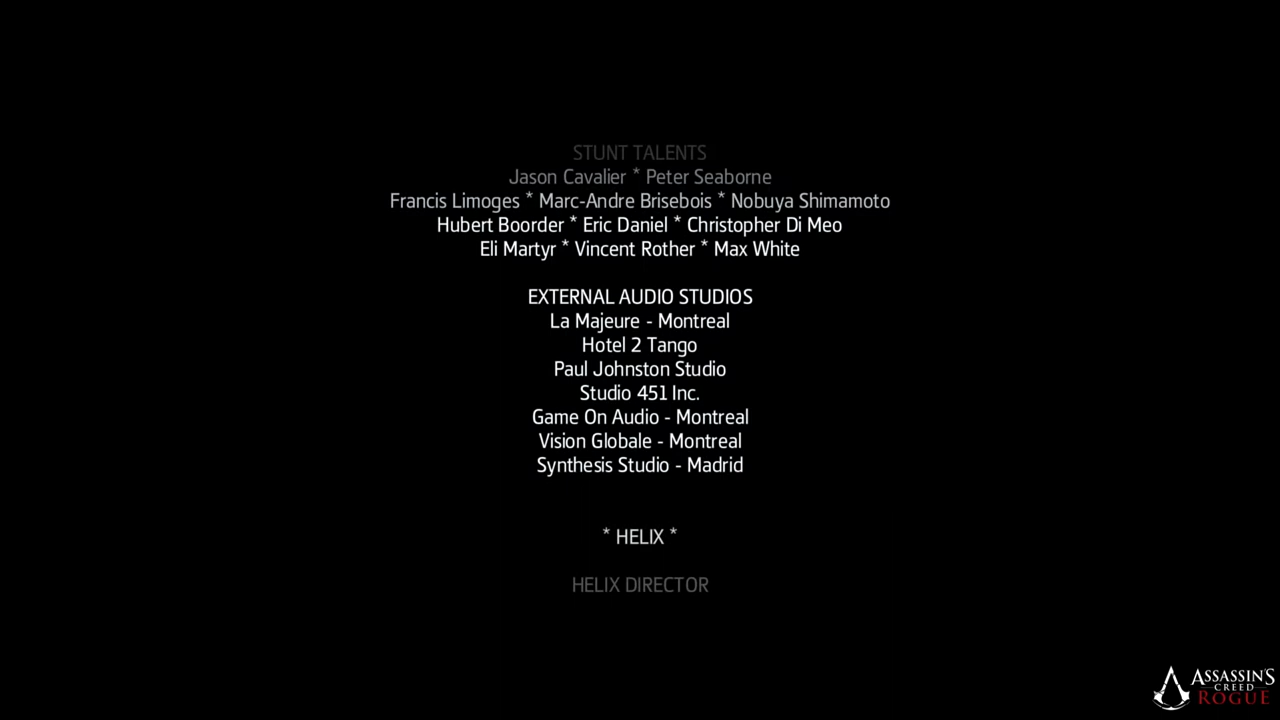 STUNT TALENTS
Jason Cavalier * Peter Seaborne
Francis Limoges * Marc-Andre Brisebois * Nobuya Shimamoto
Hubert Boorder * Eric Daniel * Christopher Di Meo
Eli Martyr * Vincent Rother * Max White
EXTERNAL AUDIO STUDIOS
La Majeure - Montreal
Hotel 2 Tango
Paul Johnston Studio
Studio 451 Inc.
Game On Audio - Montreal
Vision Globale - Montreal
Synthesis Studio - Madrid
* HELIX *
HELIX DIRECTOR
ASSASSIN'S
CREED
ROGUE